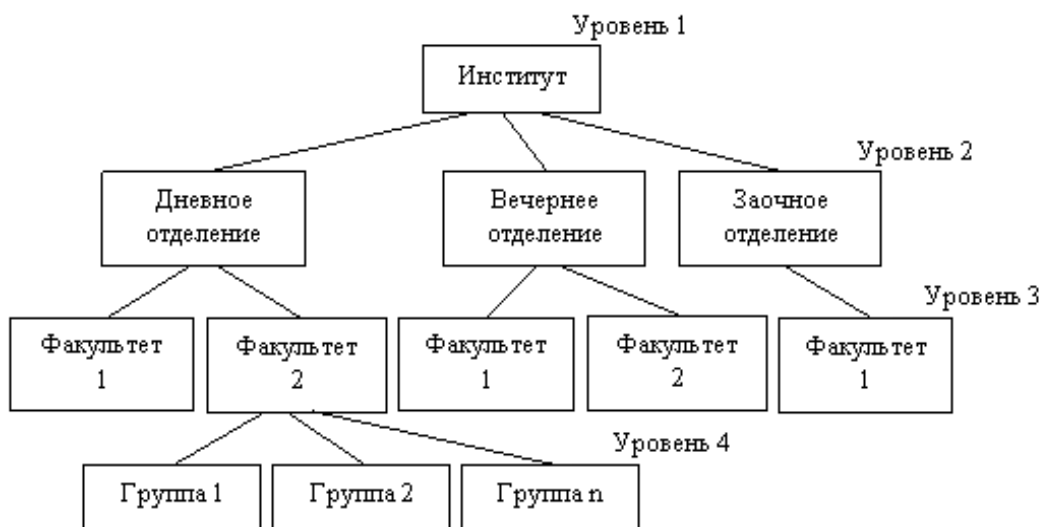 Уровень 1
Институт
Уровень 2
Дневное
отделение
Вечернее
отделение
Заочное
отделение
Уровень 3
Факультет
1
Факультет
2
Факультет
1
Факультет
2
Факультет
1
Уровень 4
Группа 1
Группа 2
Группа n